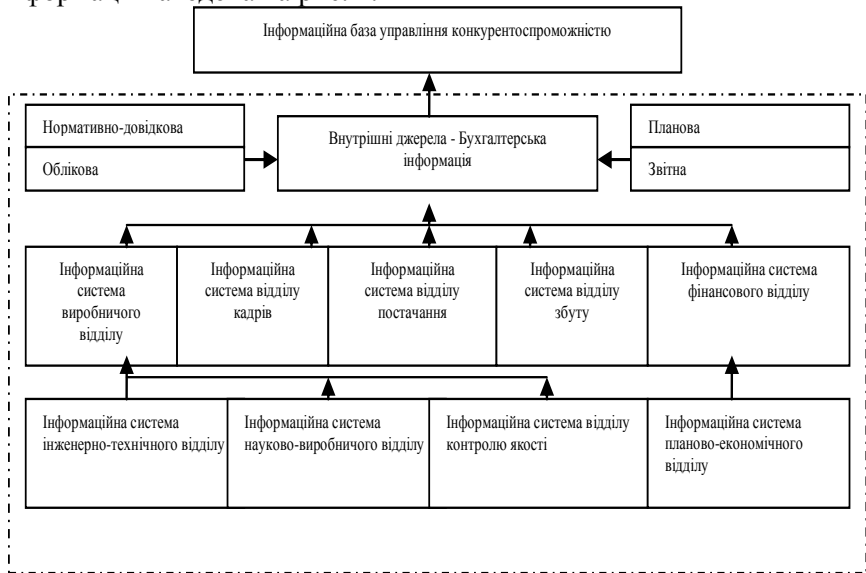 Інформаційна база управління конкурентоспроможністю
Нормативно-довідкова
Облікова
Внутрішні джерела - Бухгалтерська
інформація
Планова
Звітна
Інформаційна
система
виробничого
відділу
Інформаційна
система відділу
кадрів
Інформаційна
система відділу
постачання
Інформаційна
система відділу
збуту
Інформаційна система
фінансового відділу
Інформаційна система
інженерно-технічного відділу
Інформаційна система
науково-виробничого відділу
Інформаційна система відділу
контролю якості
Інформаційна система
планово-економічного
відділу